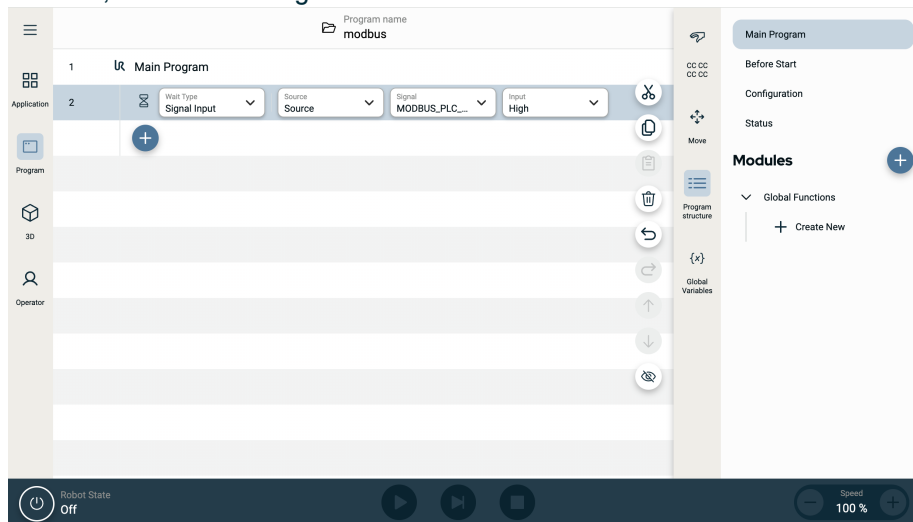 Program name
modbus
Application
Program
3D
Operator
1 Main Program
2
Wait Type
Signal Input
Source
Source
Signal
MODBUS_PLC_...
Input
High
CC CC
CC CC
Move
Program
structure
{x}
Global
Variables
Main Program
Before Start
Configuration
Status
Modules
Global Functions
Create New
Robot State
Off
Speed
100 %